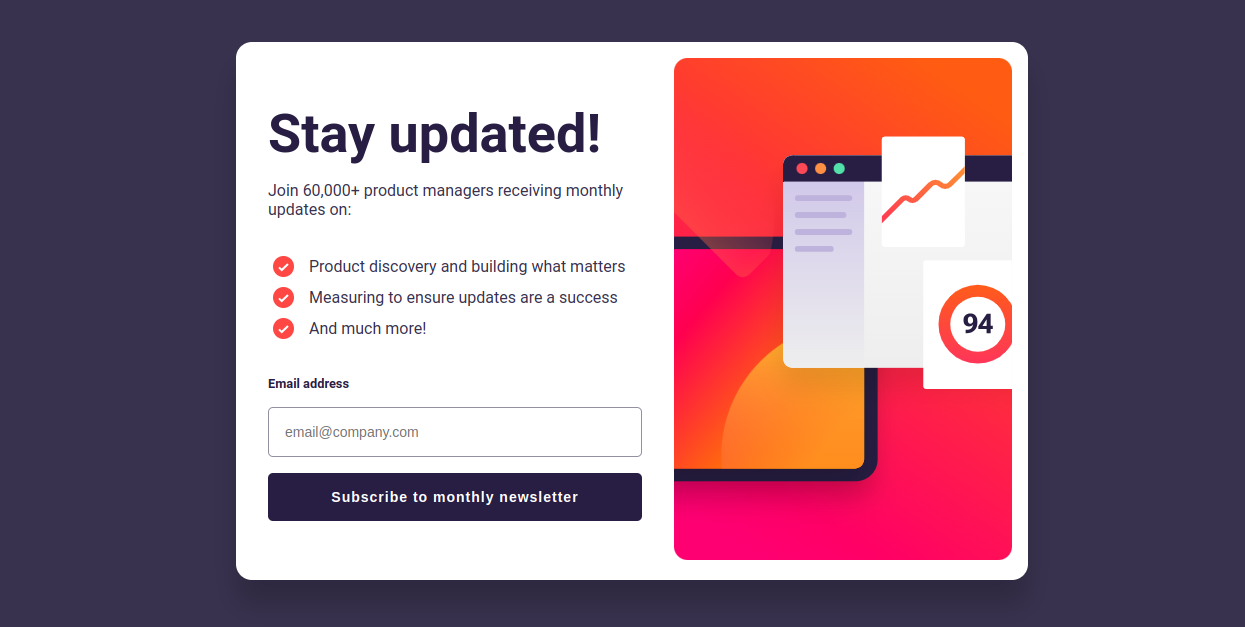 Stay updated!
Join 60,000+ product managers receiving monthly
updates on:
Product discovery and building what matters
Measuring to ensure updates are a success
And much more!
Email address
email@company.com
Subscribe to monthly newsletter
94